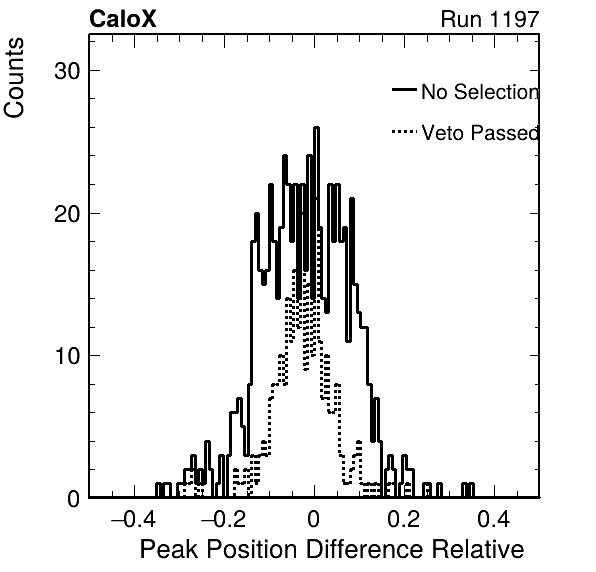 CaloX Run 1197
Counts
30
No Selection
Veto Passed
20
10
0
−0.4 −0.2 0 0.2 0.4
Peak Position Difference Relative